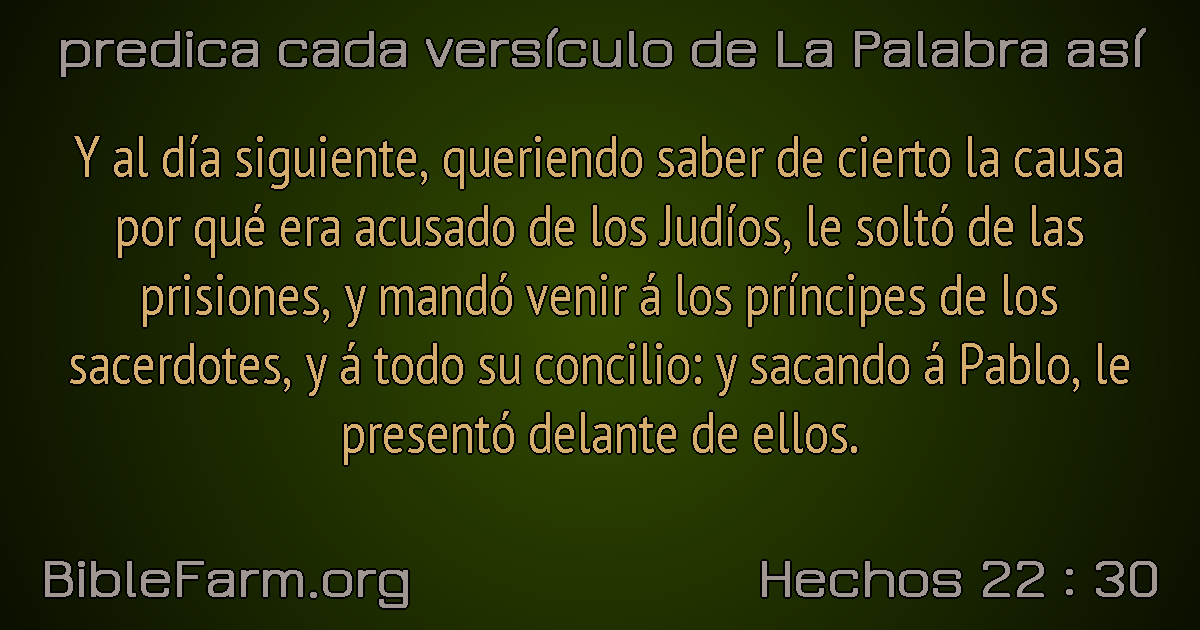 predica cada versículo de La Palabra así
Y al día siguiente, queriendo saber de cierto la causa
por qué era acusado de los Judíos, le soltó de las
prisiones, y mandó venir á los príncipes de los
sacerdotes, y á todo su concilio: y sacando á Pablo, le
presentó delante de ellos.
BibleFarm.org
Hechos 22 : 30